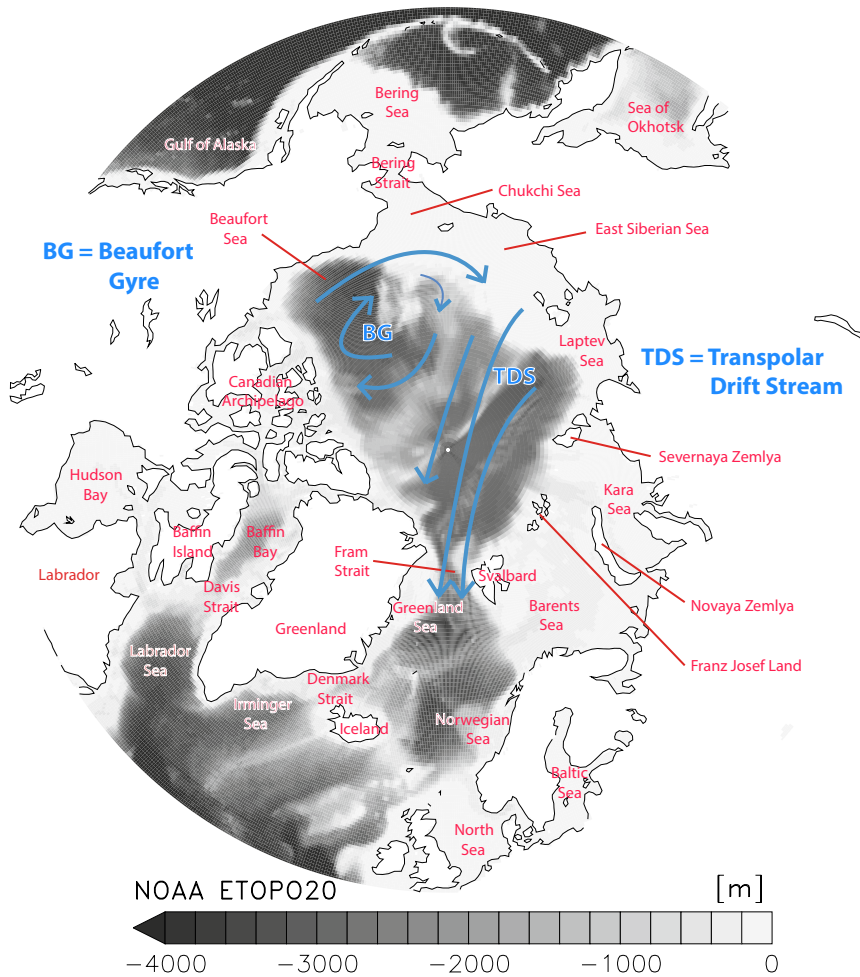 Bering
Sea
Sea of
Okhotsk
Gulf of Alaska
Bering
Strait
Chukchi Sea
Beaufort
Sea
East Siberian Sea
BG = Beaufort
Gyre
BG
Laptev
Sea
TDS = Transpolar
Drift Stream
TDS
Canadian
Archipelago
Severnaya Zemlya
Hudson
Bay
Kara
Sea
Baffin
Island
Baffin
Bay
Fram
Strait
Svalbard
Labrador
Davis
Strait
Greenland
Sea
Barents
Sea
Novaya Zemlya
Greenland
Labrador
Sea
Franz Josef Land
Denmark
Strait
Irminger
Sea
Iceland
Norwegian
Sea
Baltic
Sea
North
Sea
NOAA ETOPO20
[m]
−4000 −3000 −2000 −1000 0